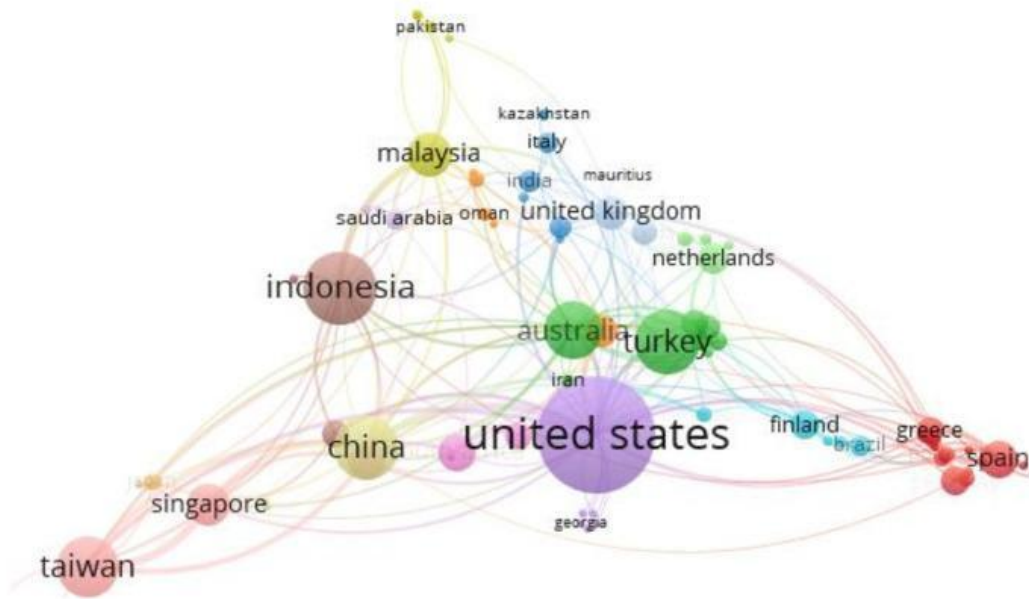 pakistan
kazakhstan
italy
malaysia
india
mauritius
saudi arabia
oman
united kingdom
netherlands
indonesia
australia
turkey
iran
united states
finland
greece
brazil
spain
china
singapore
georgia
taiwan